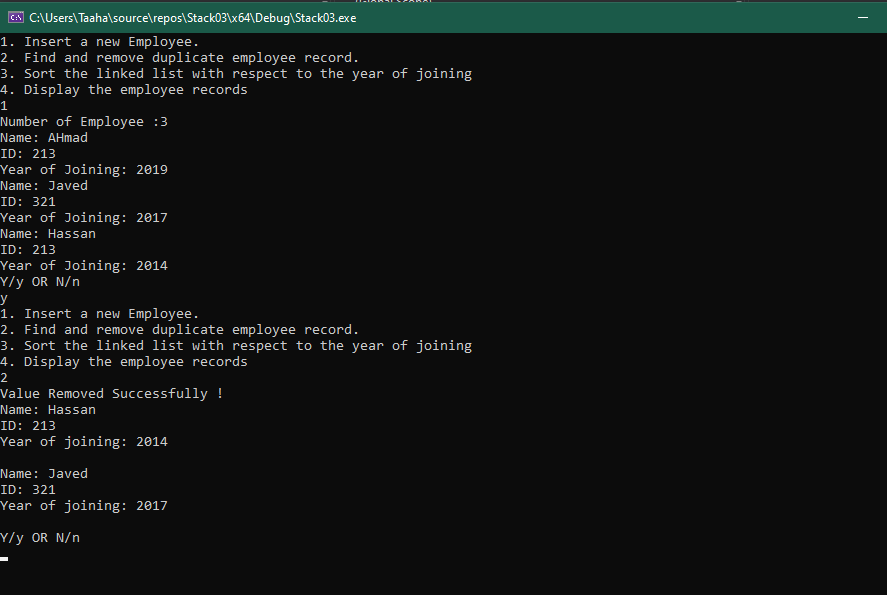 C:\Users\Taaha\source\repos\Stack03\x64\Debug\Stack03.exe
1. Insert a new Employee.
2. Find and remove duplicate employee record.
3. Sort the linked list with respect to the year of joining
4. Display the employee records
1
Number of Employee :3
Name: AHmad
ID: 213
Year of Joining: 2019
Name: Javed
ID: 321
Year of Joining: 2017
Name: Hassan
ID: 213
Year of Joining: 2014
Y/y OR N/n
y
1. Insert a new Employee.
2. Find and remove duplicate employee record.
3. Sort the linked list with respect to the year of joining
4. Display the employee records
2
Value Removed Successfully !
Name: Hassan
ID: 213
Year of joining: 2014
Name: Javed
ID: 321
Year of joining: 2017
Y/y OR N/n